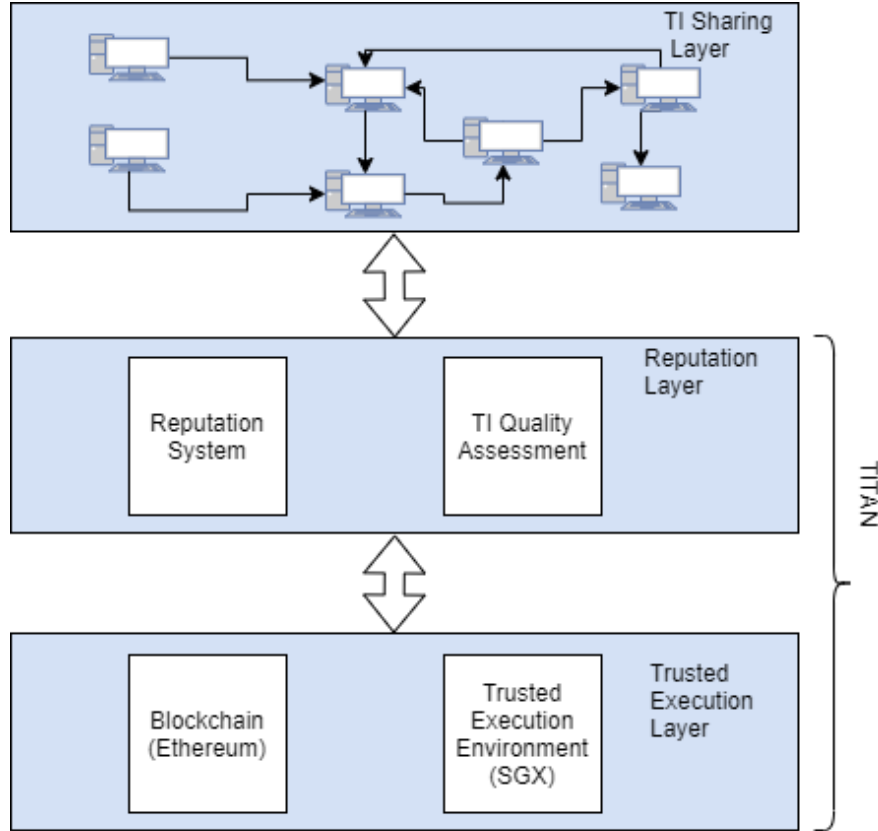 TI Sharing
Layer
Reputation
Layer
Reputation
System
TI Quality
Assessment
TITAN
Trusted
Execution
Layer
Blockchain
(Ethereum)
Trusted
Execution
Environment
(SGX)